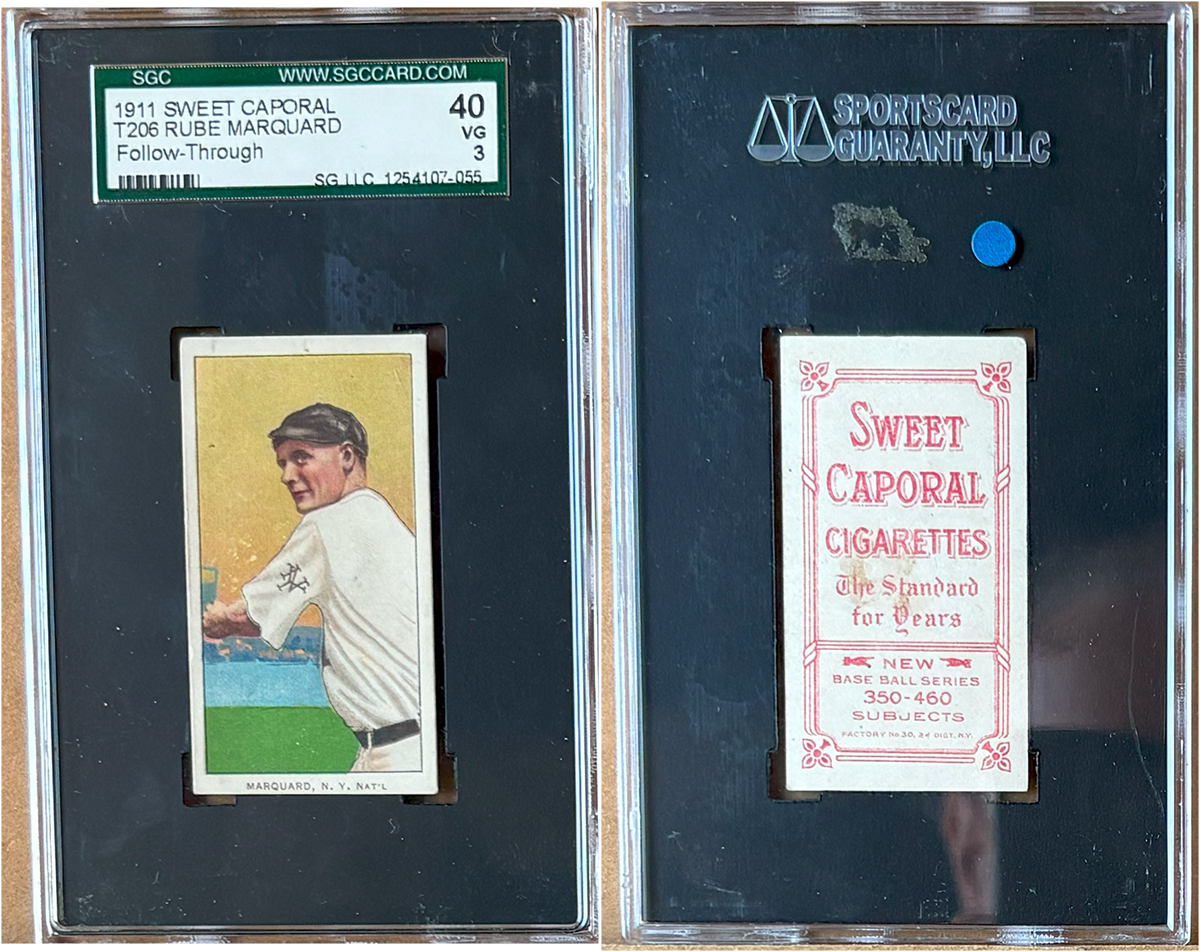 SGC WWW.SGCCARD.COM
1911 SWEET CAPORAL 40
T206 RUBE MARQUARD VG
Follow-Through 3
SG LLC 1254107-055
NY
MARQUARD, N. Y. NAT'L
SPORTSCARD
GUARANTY, LLC
SWEET
CAPORAL
CIGARETTES
The Standard
for Years
NEW
BASE BALL SERIES
350-460
SUBJECTS
FACTORY No. 30, 2d DIST. N.Y.